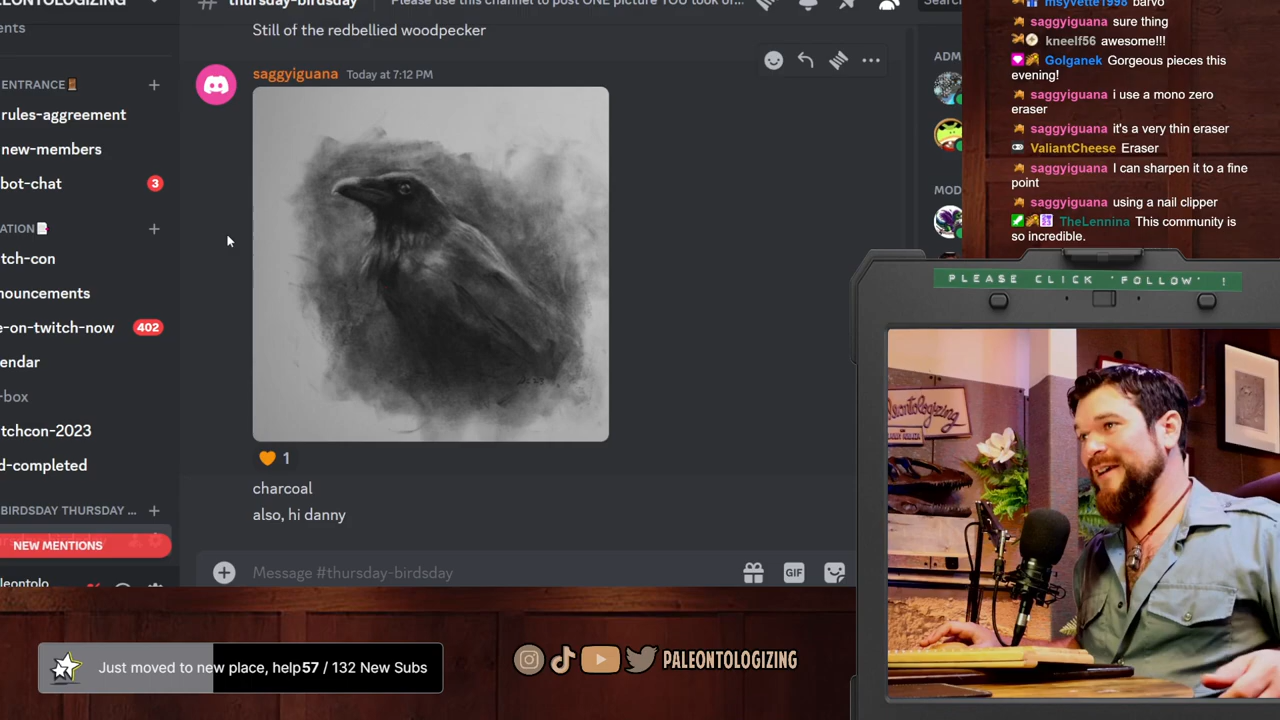 thursday-birdsday
Please use this channel to post ONE picture YOU took of...
Search
ents
ENTRANCE
rules-aggreement
new-members
bot-chat 3
tch-con
nouncements
e-on-twitch-now 402
endar
-box
tchcon-2023
d-completed
BIRDSDAY THURSDAY ...
NEW MENTIONS
Still of the redbellied woodpecker
saggyiguana Today at 7:12 PM
1
charcoal
also, hi danny
Message #thursday-birdsday
GIF
ADM
MOD
msyvette1998 barvo
saggyiguana sure thing
kneelf56 awesome!!!
Golganek Gorgeous pieces this
evening!
saggyiguana i use a mono zero
eraser
saggyiguana it's a very thin eraser
ValiantCheese Eraser
saggyiguana I can sharpen it to a fine
point
saggyiguana using a nail clipper
TheLennina This community is
so incredible.
PLEASE CLICK 'FOLLOW' !
leontologizing
Just moved to new place, help 57 / 132 New Subs
PALEONTOLOGIZING